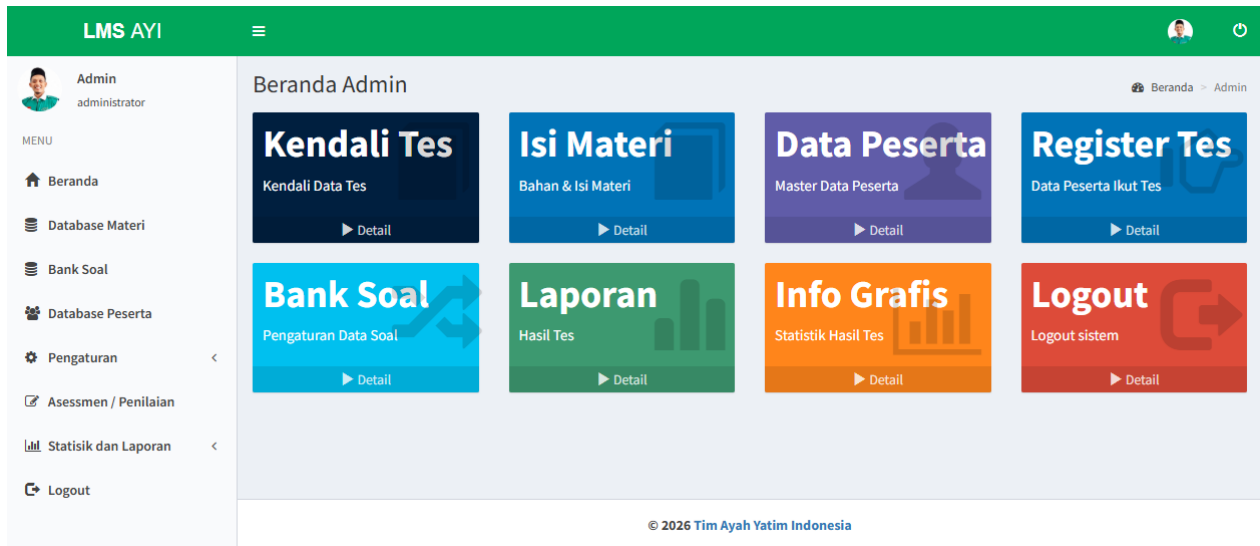 LMS AYI
Admin
administrator
MENU
Beranda
Database Materi
Bank Soal
Database Peserta
Pengaturan
Asessmen / Penilaian
Statisik dan Laporan
Logout
Beranda Admin
Beranda > Admin
Kendali Tes
Kendali Data Tes
Detail
Isi Materi
Bahan & Isi Materi
Detail
Data Peserta
Master Data Peserta
Detail
Register Tes
Data Peserta Ikut Tes
Detail
Bank Soal
Pengaturan Data Soal
Detail
Laporan
Hasil Tes
Detail
Info Grafis
Statistik Hasil Tes
Detail
Logout
Logout sistem
Detail
© 2026 Tim Ayah Yatim Indonesia